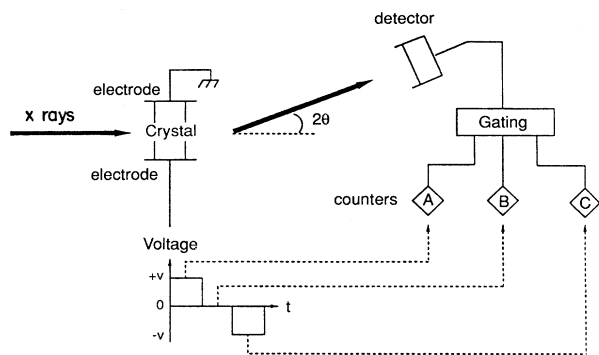 detector
electrode
x rays
Crystal
2θ
Gating
electrode
counters
A
B
C
Voltage
+v
0
t
-v